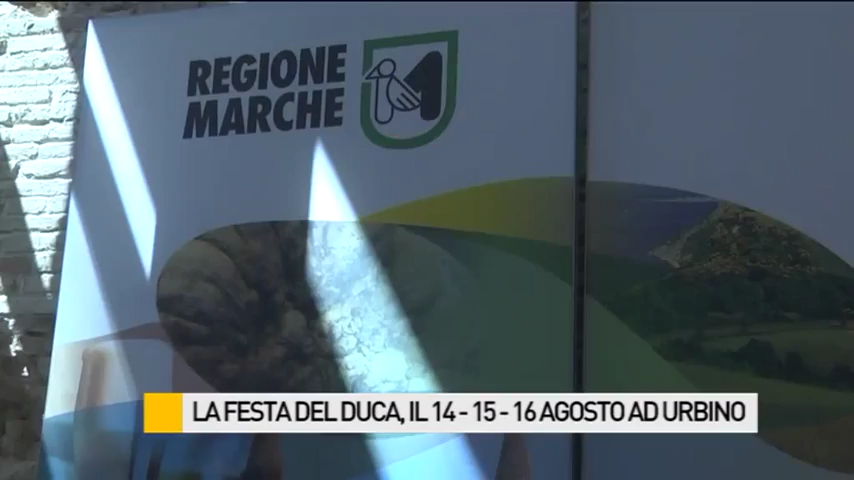 REGIONE
MARCHE
LA FESTA DEL DUCA, IL 14 - 15 - 16 AGOSTO AD URBINO